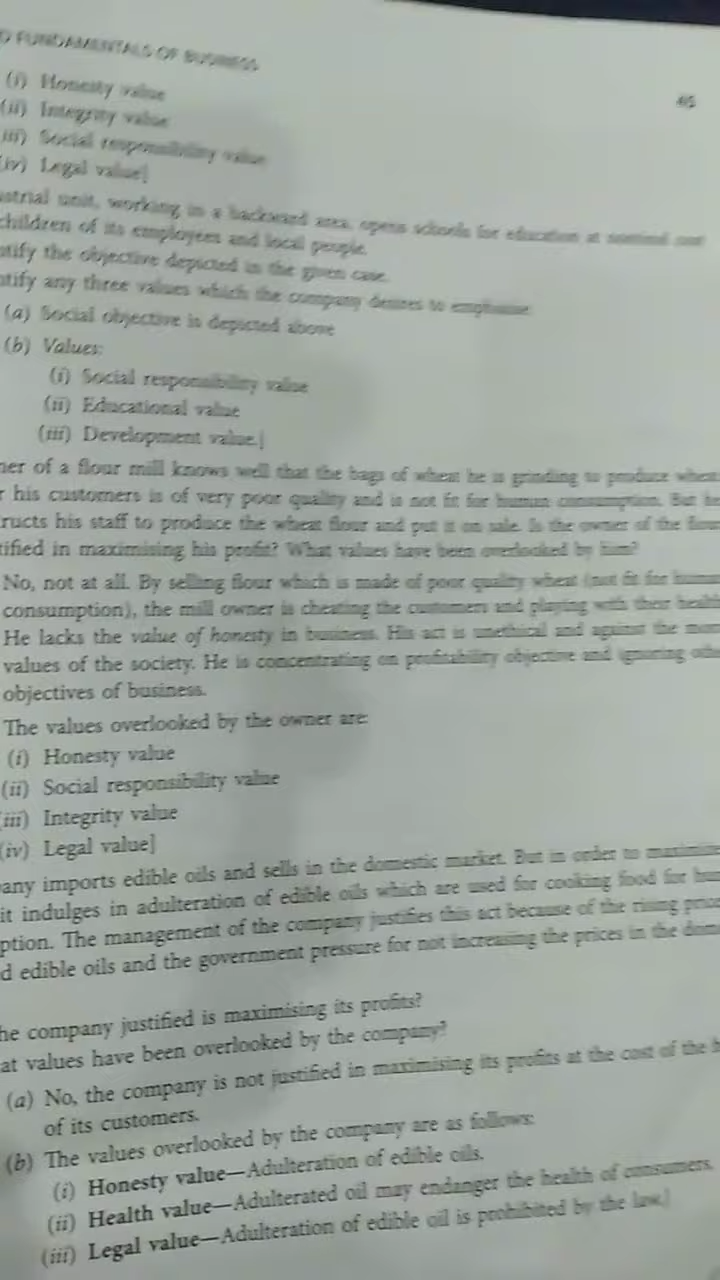 FUNDAMENTALS OF BUSINESS
(i) Honesty value
(ii) Integrity value
iii) Social responsibility value
iv) Legal value]
strial unit, working in a backward area, opens schools for education at nominal cost
children of its employees and local people.
ntify the objective depicted in the given case.
ntify any three values which the company desires to emphasise.
(a) Social objective is depicted above
(b) Values:
(i) Social responsibility value
(ii) Educational value
(iii) Development value.]
ner of a flour mill knows well that the bags of wheat he is grinding to produce wheat
r his customers is of very poor quality and is not fit for human consumption. But he
ructs his staff to produce the wheat flour and put it on sale. Is the owner of the flour
tified in maximising his profit? What values have been overlooked by him?
No, not at all. By selling flour which is made of poor quality wheat (not fit for human
consumption), the mill owner is cheating the customers and playing with their health
He lacks the value of honesty in business. His act is unethical and against the
values of the society. He is concentrating on profitability objective and ignoring othe
objectives of business.
The values overlooked by the owner are:
(i) Honesty value
(ii) Social responsibility value
iii) Integrity value
(iv) Legal value]
any imports edible oils and sells in the domestic market. But in order to maximise
it indulges in adulteration of edible oils which are used for cooking food for hu
ption. The management of the company justifies this act because of the rising price
d edible oils and the government pressure for not increasing the prices in the dom
he company justified is maximising its profits?
at values have been overlooked by the company?
(a) No, the company is not justified in maximising its profits at the cost of the h
of its customers.
(b) The values overlooked by the company are as follows:
(i) Honesty value—Adulteration of edible oils.
(ii) Health value—Adulterated oil may endanger the health of consumers.
(iii) Legal value—Adulteration of edible oil is prohibited by the law.]